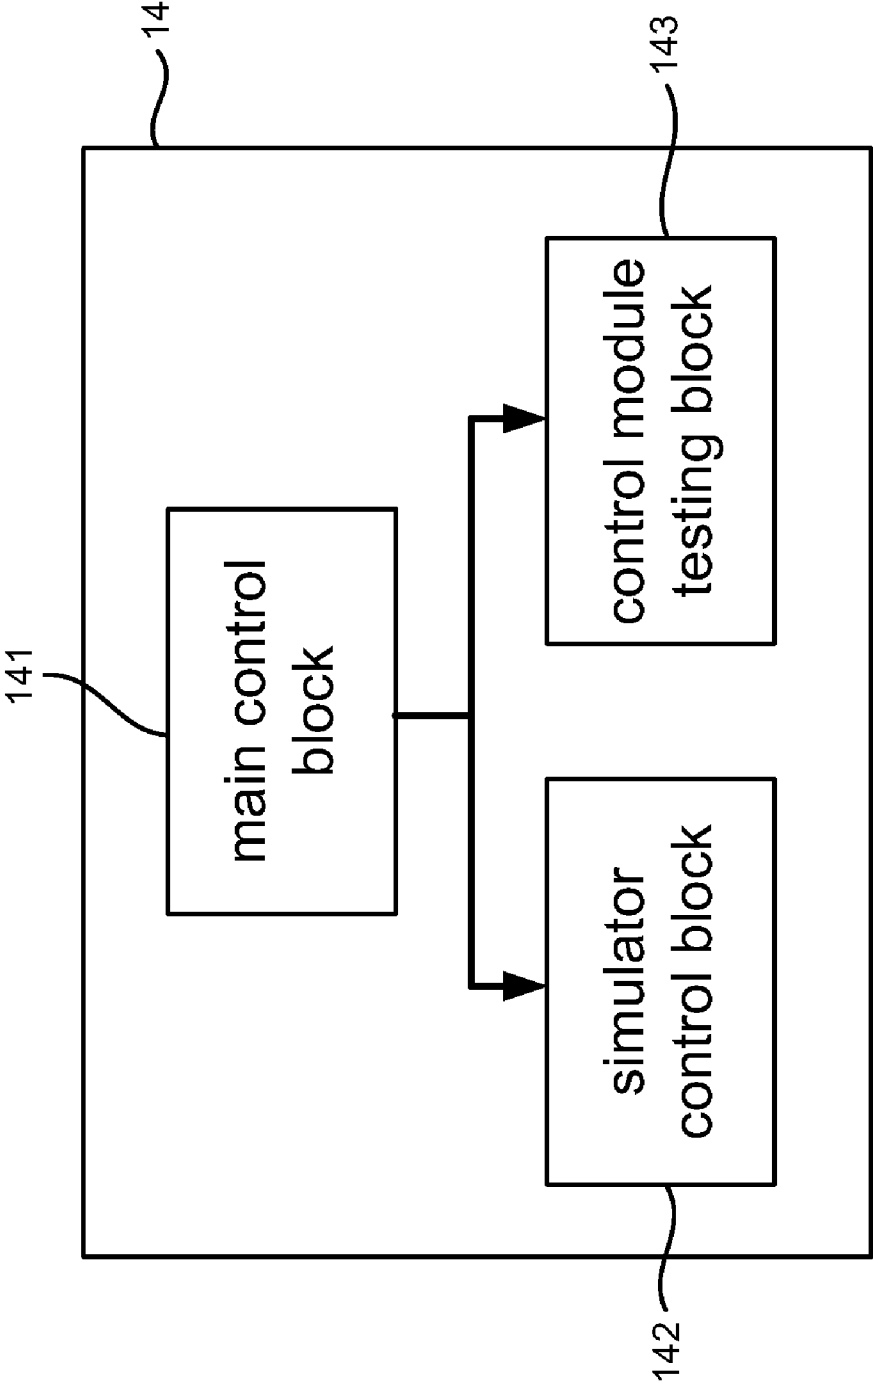 14
141
main control
block
simulator
control block
control module
testing block
142
143